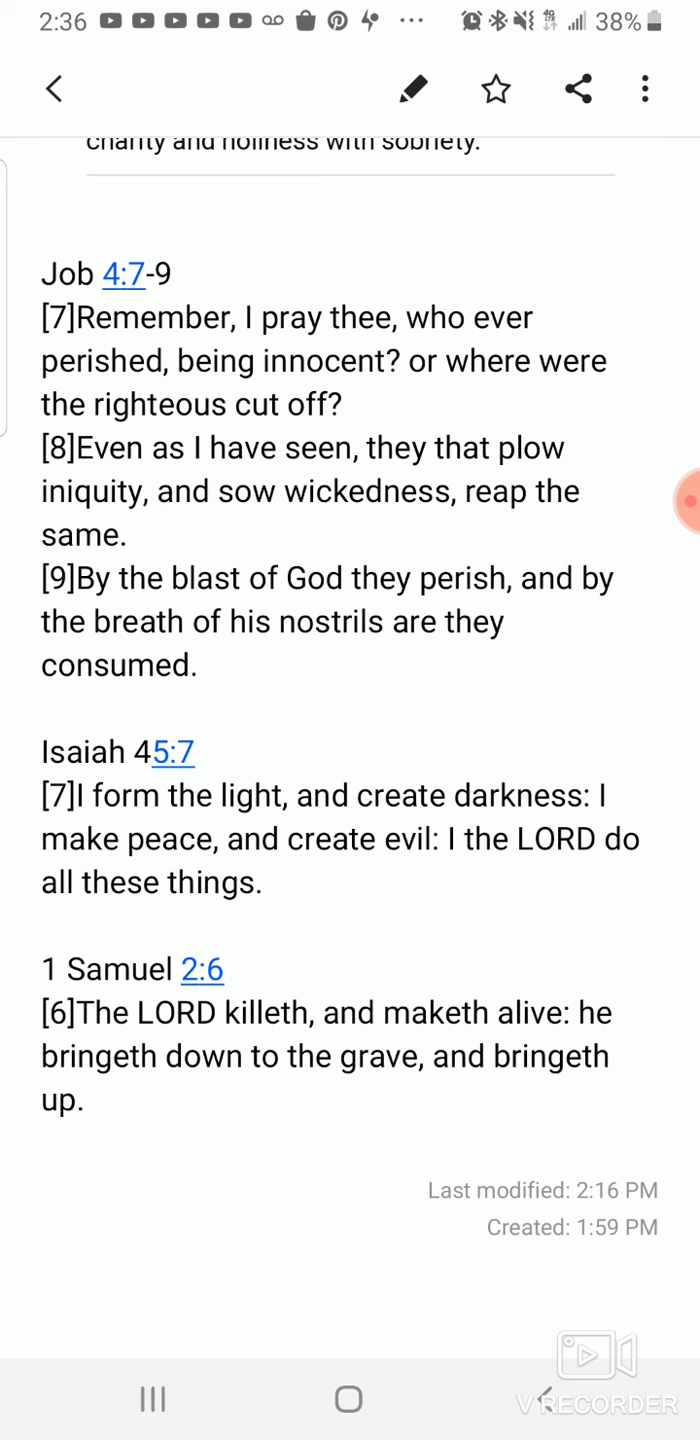 2:36
38%
charity and holiness with sobriety.
Job 4:7-9
[7]Remember, I pray thee, who ever
perished, being innocent? or where were
the righteous cut off?
[8]Even as I have seen, they that plow
iniquity, and sow wickedness, reap the
same.
[9]By the blast of God they perish, and by
the breath of his nostrils are they
consumed.
Isaiah 45:7
[7]I form the light, and create darkness: I
make peace, and create evil: I the LORD do
all these things.
1 Samuel 2:6
[6]The LORD killeth, and maketh alive: he
bringeth down to the grave, and bringeth
up.
Last modified: 2:16 PM
Created: 1:59 PM
V RECORDER